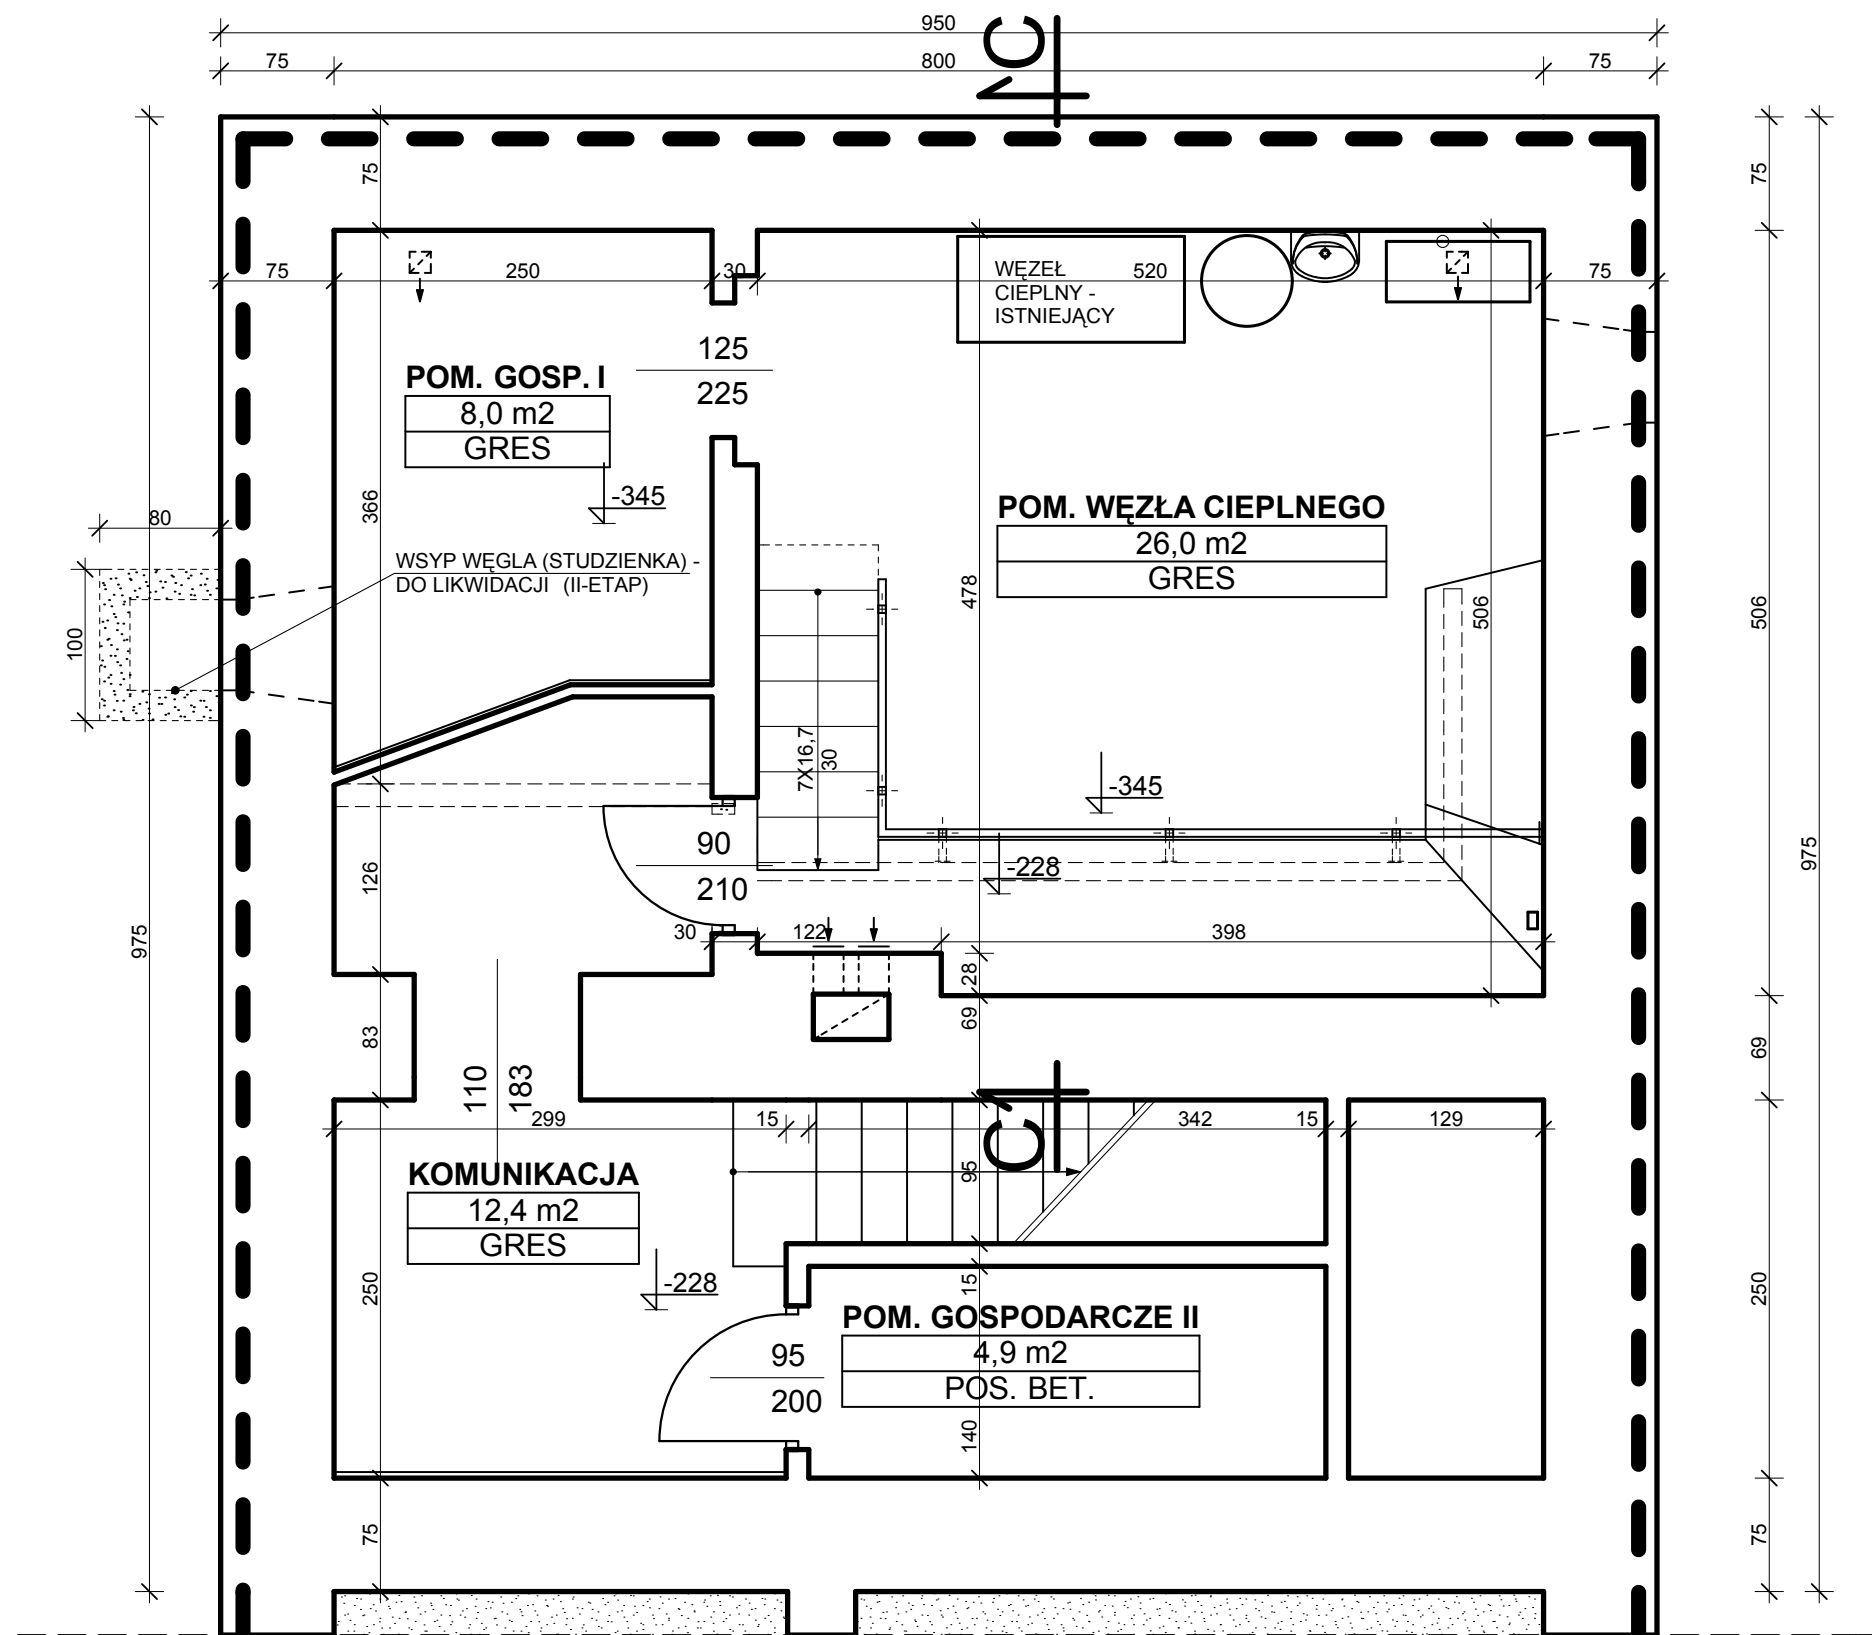 950
75
800
75
1C
75
75
75
250
30
520
75
WĘZEŁ
CIEPLNY -
ISTNIEJĄCY
125
225
POM. GOSP. I
8,0 m2
GRES
-345
366
80
WSYP WĘGLA (STUDZIENKA) -
DO LIKWIDACJI (II-ETAP)
100
POM. WĘZŁA CIEPLNEGO
26,0 m2
GRES
478
506
506
7X16,7
30
-345
-228
90
210
126
975
975
30
122
398
28
69
83
69
110
183
C1
299
15
342
15
129
95
KOMUNIKACJA
12,4 m2
GRES
-228
250
250
15
POM. GOSPODARCZE II
4,9 m2
POS. BET.
95
200
140
75
75